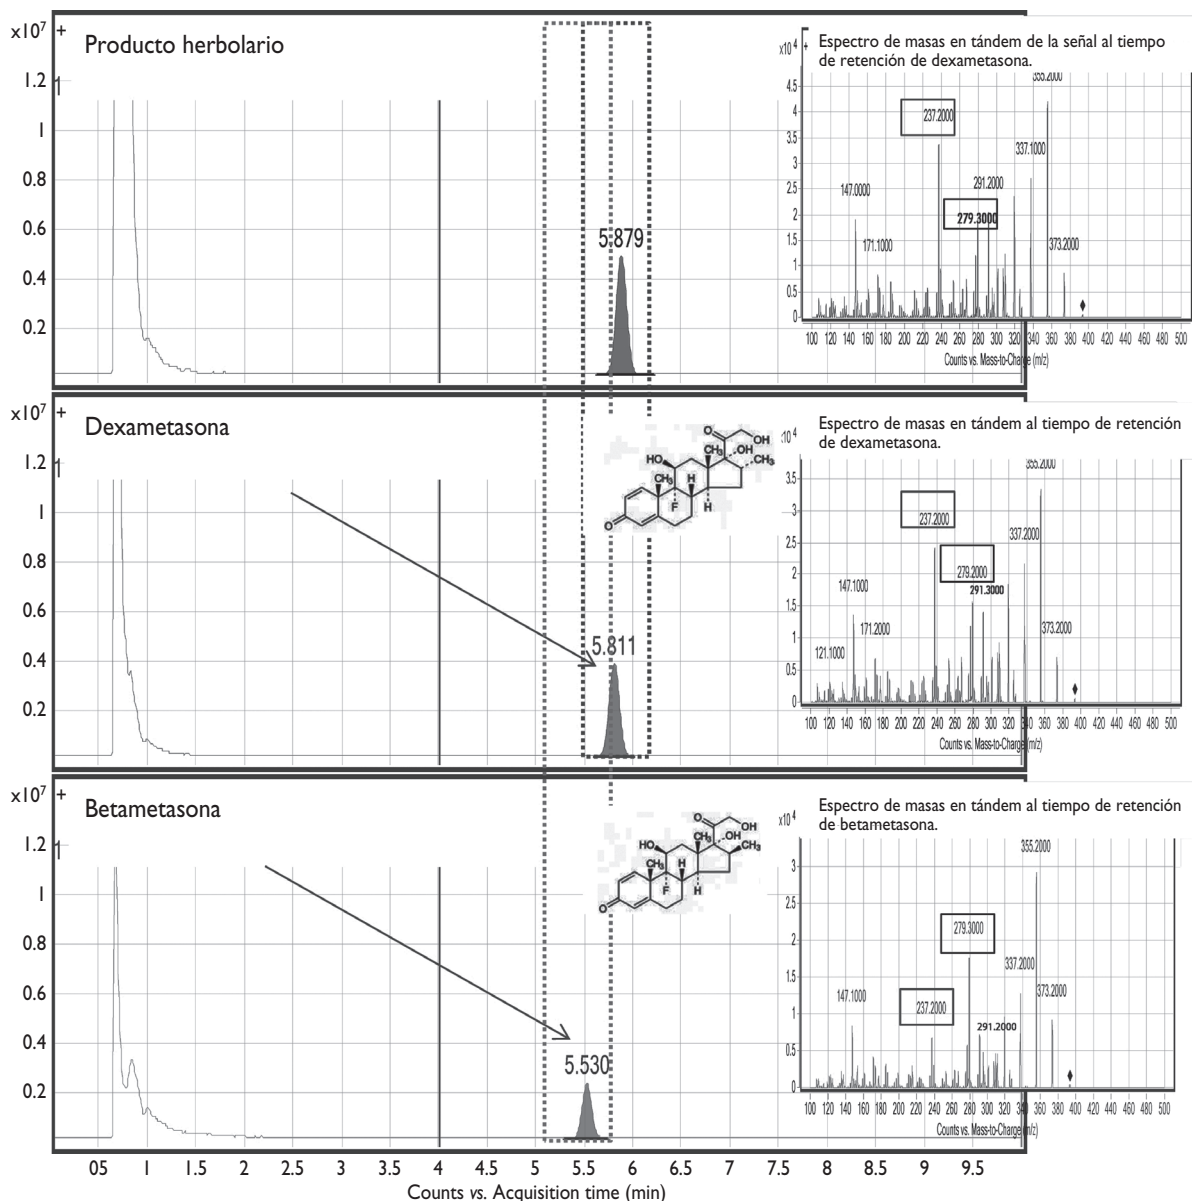 x10⁷ +
Producto herbolario
1.2
1
0.8
0.6
0.4
0.2
5.879
x10⁴ +
Espectro de masas en tándem de la señal al tiempo
de retención de dexametasona.
4.5
4
3.5
3
2.5
2
1.5
1
0.5
0
355.2000
237.2000
337.1000
147.0000
291.2000
279.3000
171.1000
373.2000
100 120 140 160 180 200 220 240 260 280 300 320 340 360 380 400 420 440 460 480 500
Counts vs. Mass-to-Charge (m/z)
x10⁷ +
Dexametasona
1.2
1
0.8
0.6
0.4
0.2
5.811
O
OH
CH₃
OH
HO
CH₃
CH₃
H
F
H
O
x10⁴
Espectro de masas en tándem al tiempo de retención
de dexametasona.
3.5
3
2.5
2
1.5
1
0.5
0
355.2000
237.2000
337.2000
279.2000
147.1000
291.3000
171.2000
373.2000
121.1000
100 120 140 160 180 200 220 240 260 280 300 320 340 360 380 400 420 440 460 480 500
Counts vs. Mass-to-Charge (m/z)
x10⁷ +
Betametasona
1.2
1
0.8
0.6
0.4
0.2
5.530
O
OH
CH₃
OH
HO
CH₃
CH₃
H
F
H
O
x10⁴
Espectro de masas en tándem al tiempo de retención
de betametasona.
3
2.5
2
1.5
1
0.5
0
355.2000
279.3000
337.2000
147.1000
237.2000
373.2000
291.2000
100 120 140 160 180 200 220 240 260 280 300 320 340 360 380 400 420 440 460 480 500
Counts vs. Mass-to-Charge (m/z)
05 1 2 2.5 3 3.5 4 4.5 5 5.5 6 6.5 7 7.5 8 8.5 9 9.5
Counts vs. Acquisition time (min)